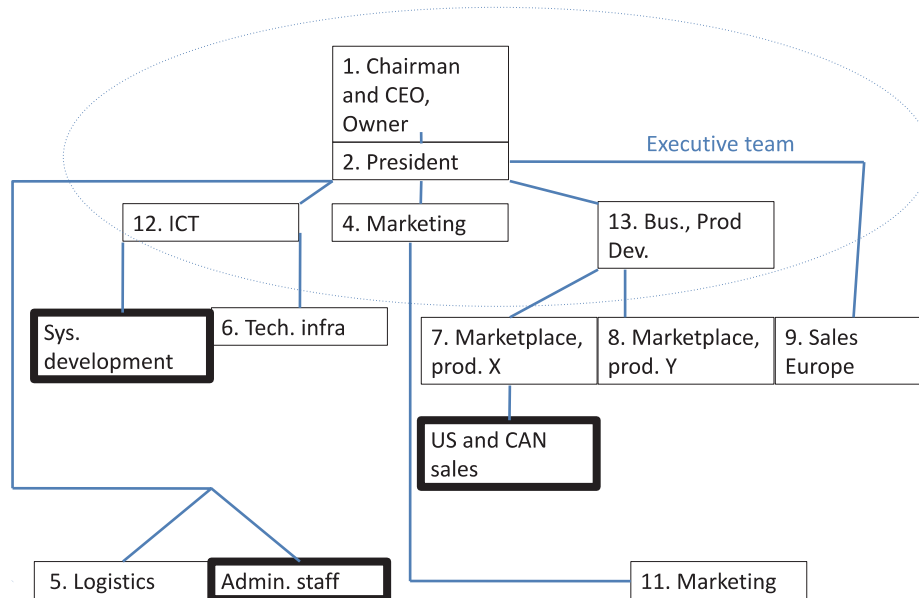 1. Chairman
and CEO,
Owner
Executive team
2. President
12. ICT
4. Marketing
13. Bus., Prod
Dev.
Sys.
development
6. Tech. infra
7. Marketplace,
prod. X
8. Marketplace,
prod. Y
9. Sales
Europe
US and CAN
sales
5. Logistics
Admin. staff
11. Marketing